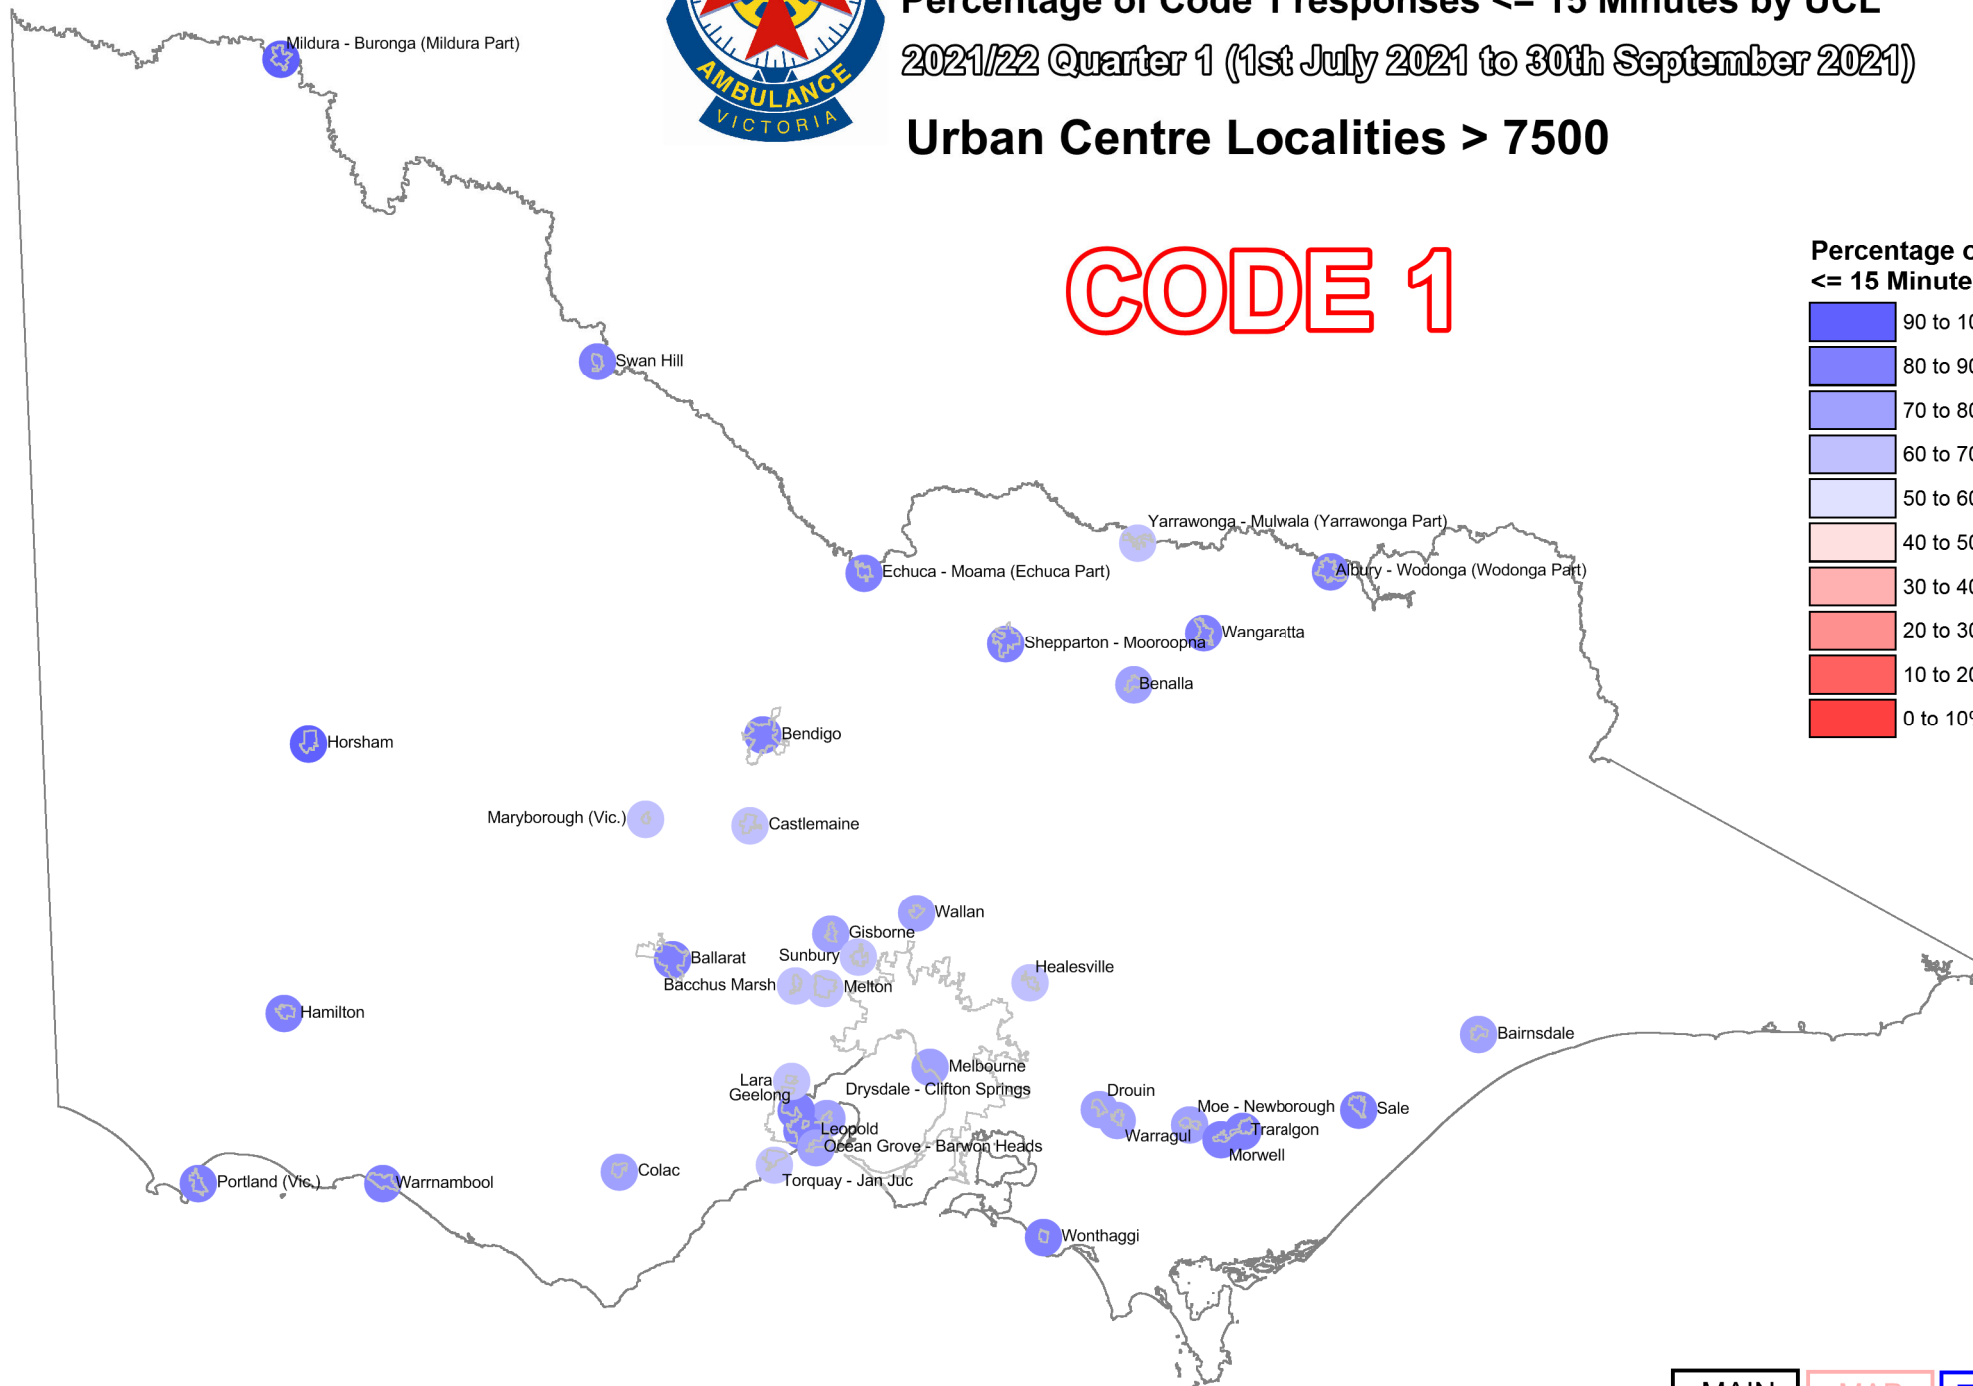 Percentage of Code 1 responses <= 15 Minutes by UCL
2021/22 Quarter 1 (1st July 2021 to 30th September 2021)
Urban Centre Localities > 7500
AMBULANCE
VICTORIA
CODE 1
Percentage o
<= 15 Minute
90 to 10
80 to 90
70 to 80
60 to 70
50 to 60
40 to 50
30 to 40
20 to 30
10 to 20
0 to 10%
Mildura - Buronga (Mildura Part)
Swan Hill
Yarrawonga - Mulwala (Yarrawonga Part)
Echuca - Moama (Echuca Part)
Albury - Wodonga (Wodonga Part)
Shepparton - Mooroopna
Wangaratta
Benalla
Horsham
Bendigo
Maryborough (Vic.)
Castlemaine
Wallan
Gisborne
Sunbury
Ballarat
Bacchus Marsh
Melton
Healesville
Hamilton
Bairnsdale
Melbourne
Lara
Drysdale - Clifton Springs
Geelong
Drouin
Moe - Newborough
Sale
Leopold
Warragul
Traralgon
Ocean Grove - Barwon Heads
Morwell
Colac
Portland (Vic.)
Warrnambool
Torquay - Jan Juc
Wonthaggi
MAIN
MAP